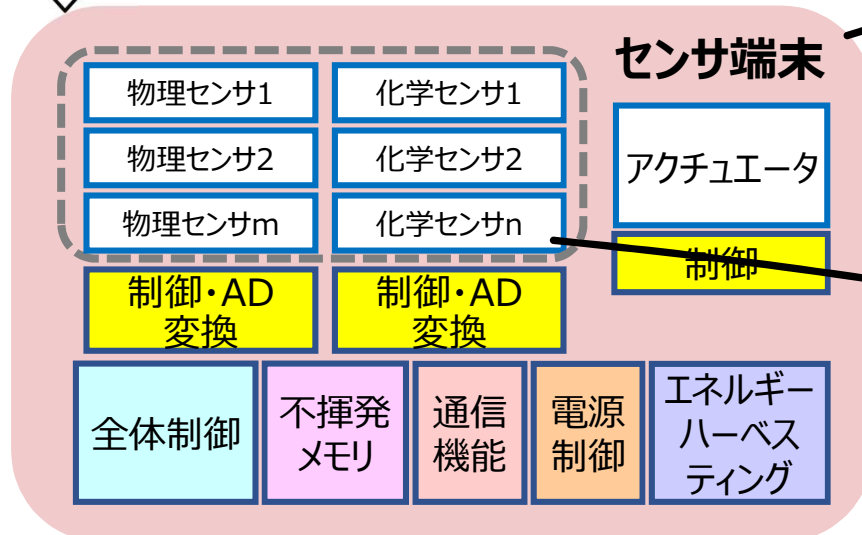 センサ端末
物理センサ1
化学センサ1
物理センサ2
化学センサ2
物理センサm
化学センサn
アクチュエータ
制御
制御・AD
変換
制御・AD
変換
全体制御
不揮発
メモリ
通信
機能
電源
制御
エネルギー
ハーベス
ティング